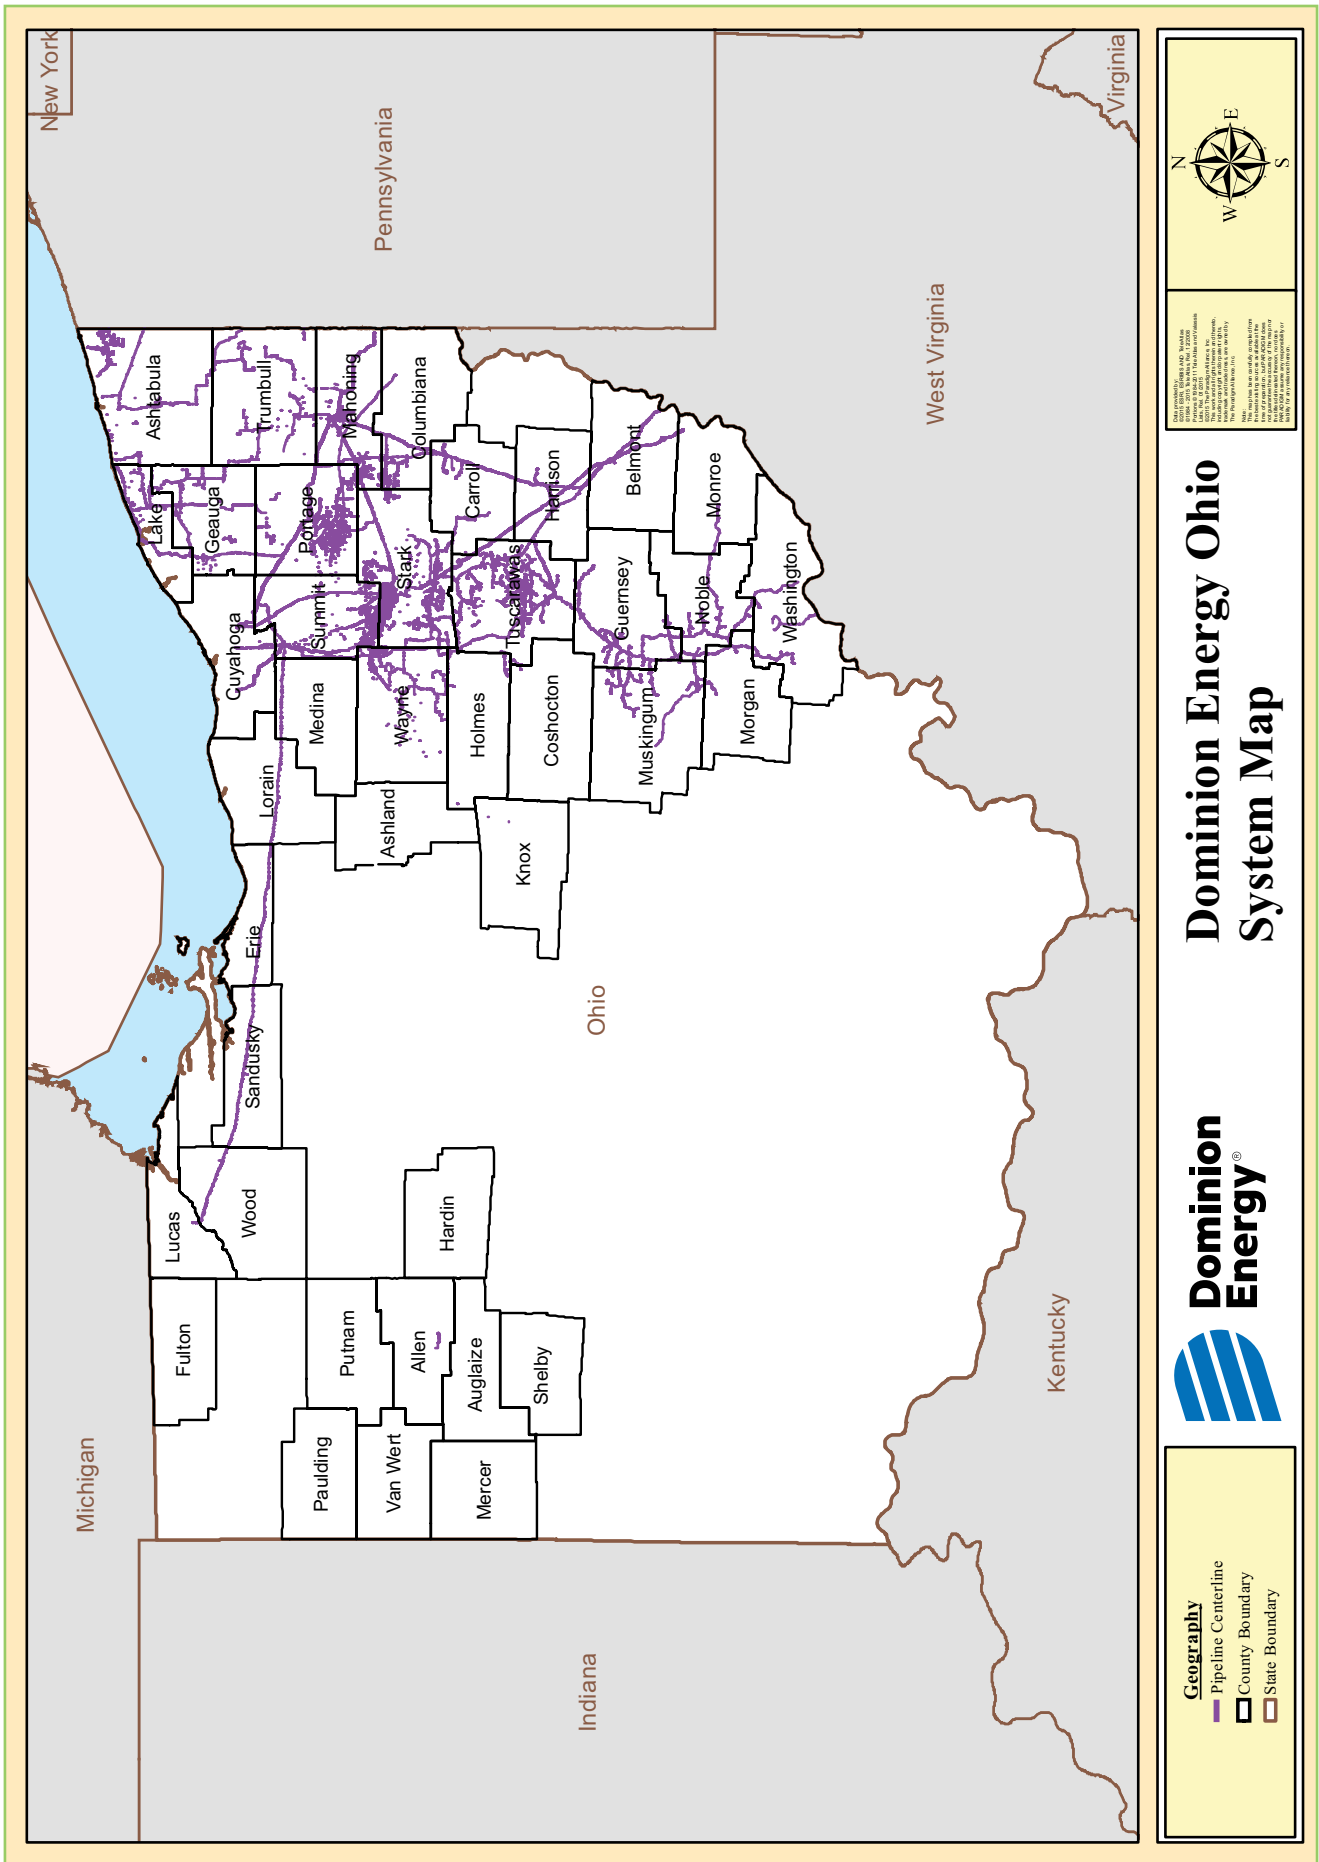 New York
Michigan
Pennsylvania
Virginia
West Virginia
Ohio
Indiana
Kentucky
Ashtabula
Lake
Geauga
Trumbull
Cuyahoga
Portage
Mahoning
Summit
Lorain
Medina
Erie
Sandusky
Lucas
Wood
Fulton
Columbiana
Stark
Wayne
Ashland
Carroll
Holmes
Tuscarawas
Harrison
Coshocton
Knox
Belmont
Guernsey
Muskingum
Monroe
Noble
Morgan
Washington
Hardin
Putnam
Allen
Auglaize
Shelby
Paulding
Van Wert
Mercer
Geography
Pipeline Centerline
County Boundary
State Boundary
Dominion
Energy®
Dominion Energy Ohio
System Map
Note:
N
W
E
S